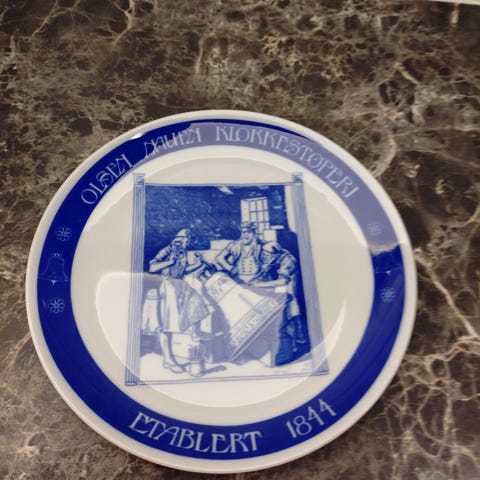 OLSEN NAUEN KLOKKESTØPERI
ETABLERT 1844